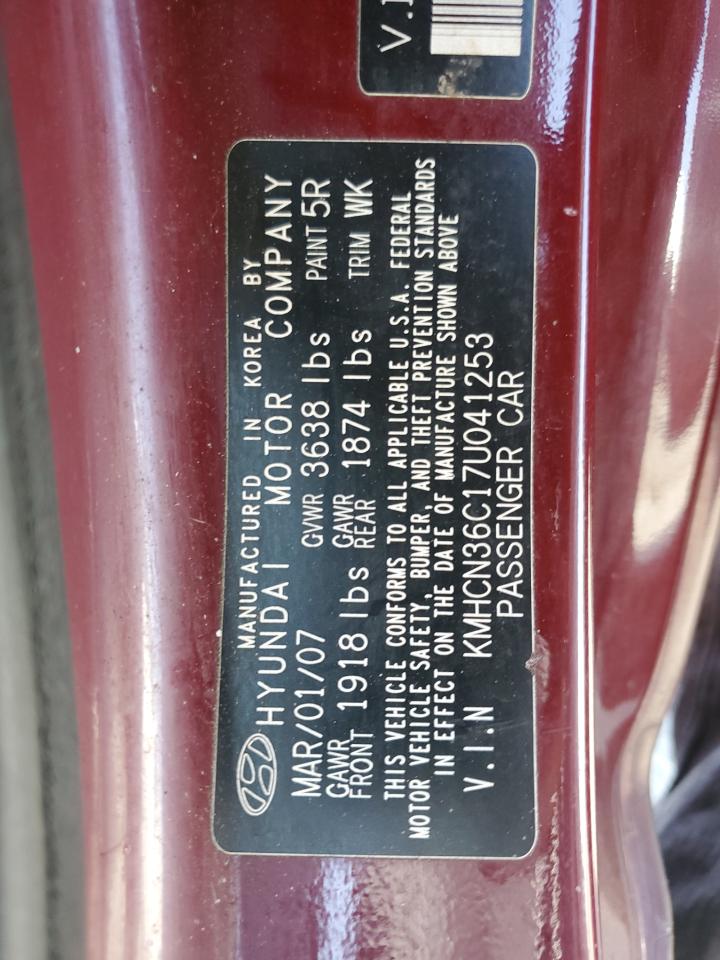 V.I
MANUFACTURED IN KOREA BY
HYUNDAI MOTOR COMPANY
MAR/01/07 GVWR 3638 lbs PAINT 5R
GAWR FRONT 1918 lbs GAWR REAR 1874 lbs TRIM WK
THIS VEHICLE CONFORMS TO ALL APPLICABLE U.S.A. FEDERAL
MOTOR VEHICLE SAFETY, BUMPER, AND THEFT PREVENTION STANDARDS
IN EFFECT ON THE DATE OF MANUFACTURE SHOWN ABOVE
V.I.N KMHCN36C17U041253
PASSENGER CAR